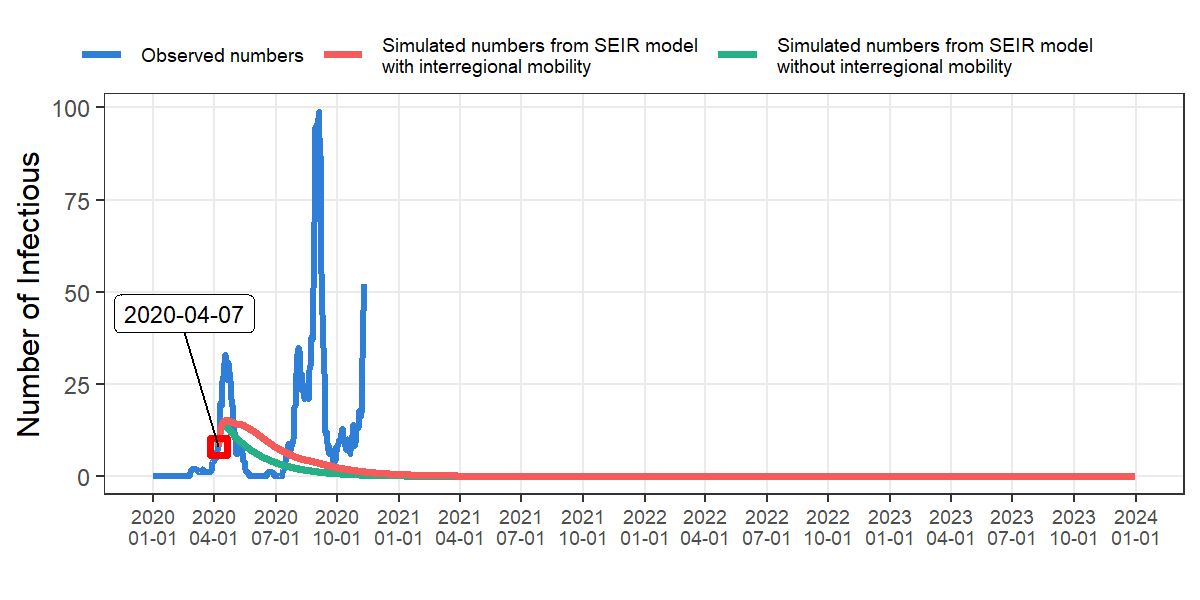 Observed numbers
Simulated numbers from SEIR model
with interregional mobility
Simulated numbers from SEIR model
without interregional mobility
Number of Infectious
100
75
50
25
0
2020-04-07
2020 2020 2020 2020 2021 2021 2021 2021 2022 2022 2022 2022 2023 2023 2023 2023 2024
01-01 04-01 07-01 10-01 01-01 04-01 07-01 10-01 01-01 04-01 07-01 10-01 01-01 04-01 07-01 10-01 01-01